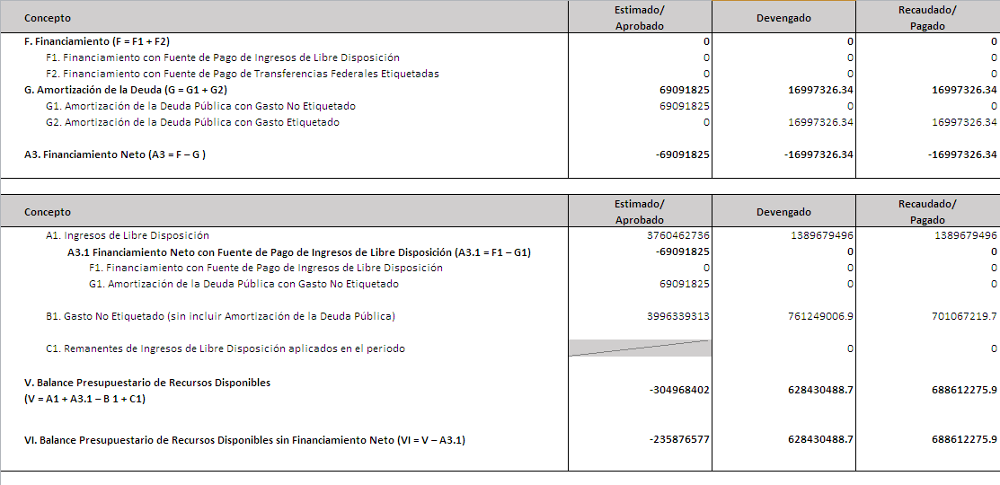 Concepto Estimado/ Aprobado Devengado Recaudado/ Pagado
F. Financiamiento (F = F1 + F2) 0 0 0
F1. Financiamiento con Fuente de Pago de Ingresos de Libre Disposición 0 0 0
F2. Financiamiento con Fuente de Pago de Transferencias Federales Etiquetadas 0 0 0
G. Amortización de la Deuda (G = G1 + G2) 69091825 16997326.34 16997326.34
G1. Amortización de la Deuda Pública con Gasto No Etiquetado 69091825 0 0
G2. Amortización de la Deuda Pública con Gasto Etiquetado 0 16997326.34 16997326.34
A3. Financiamiento Neto (A3 = F – G ) -69091825 -16997326.34 -16997326.34
Concepto Estimado/ Aprobado Devengado Recaudado/ Pagado
A1. Ingresos de Libre Disposición 3760462736 1389679496 1389679496
A3.1 Financiamiento Neto con Fuente de Pago de Ingresos de Libre Disposición (A3.1 = F1 – G1) -69091825 0 0
F1. Financiamiento con Fuente de Pago de Ingresos de Libre Disposición 0 0 0
G1. Amortización de la Deuda Pública con Gasto No Etiquetado 69091825 0 0
B1. Gasto No Etiquetado (sin incluir Amortización de la Deuda Pública) 3996339313 761249006.9 701067219.7
C1. Remanentes de Ingresos de Libre Disposición aplicados en el periodo 0 0
V. Balance Presupuestario de Recursos Disponibles
(V = A1 + A3.1 – B 1 + C1) -304968402 628430488.7 688612275.9
VI. Balance Presupuestario de Recursos Disponibles sin Financiamiento Neto (VI = V – A3.1) -235876577 628430488.7 688612275.9